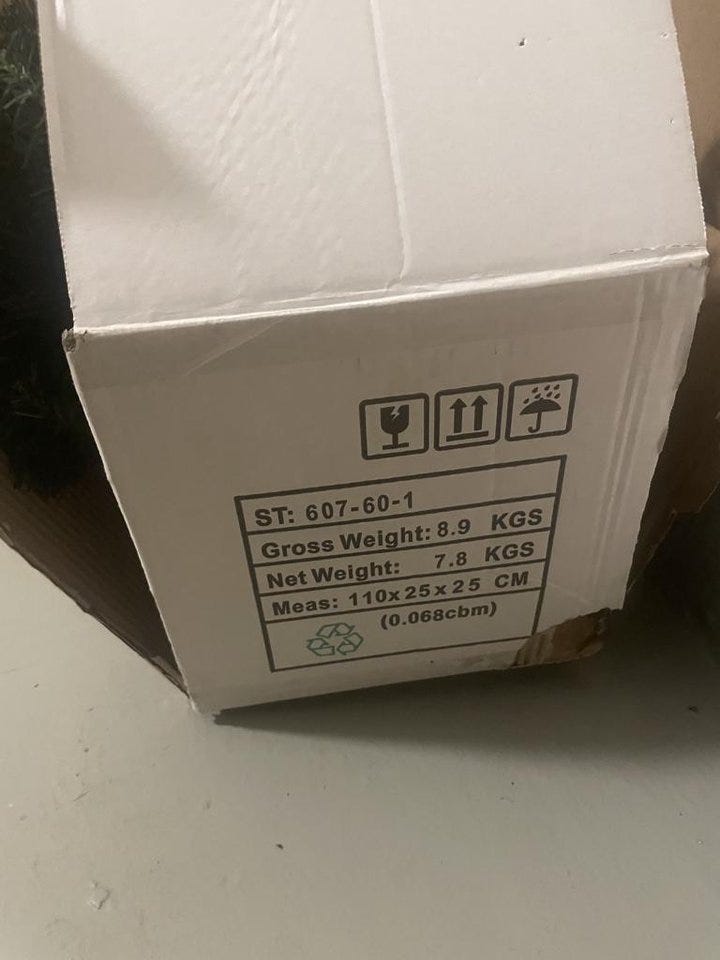 ST: 607-60-1
Gross Weight: 8.9 KGS
Net Weight: 7.8 KGS
Meas: 110x25x25 CM
(0.068cbm)